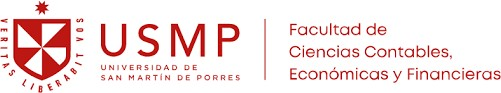 VERITAS LIBERABIT VOS
USMP
UNIVERSIDAD DE
SAN MARTÍN DE PORRES
Facultad de
Ciencias Contables,
Económicas y Financieras